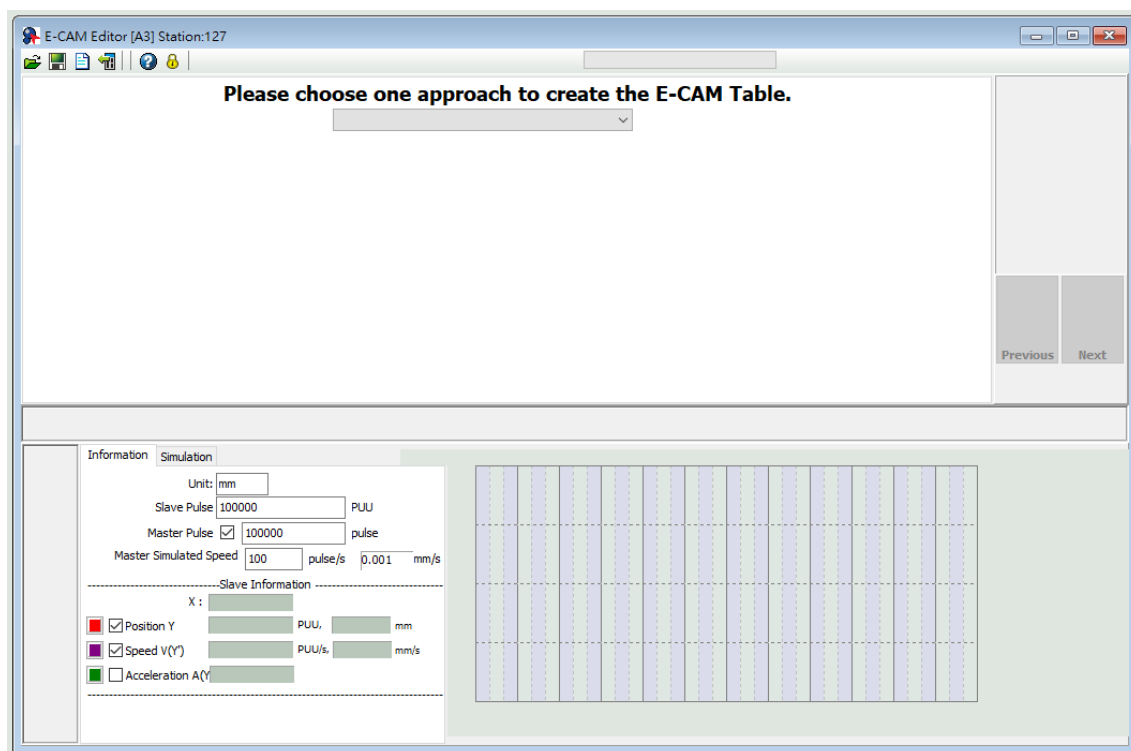 E-CAM Editor [A3] Station:127
Please choose one approach to create the E-CAM Table.
Previous Next
Information Simulation
Unit: mm
Slave Pulse 100000 PUU
Master Pulse 100000 pulse
Master Simulated Speed 100 pulse/s 0.001 mm/s
Slave Information
X :
Position Y PUU, mm
Speed V(Y') PUU/s, mm/s
Acceleration A(Y